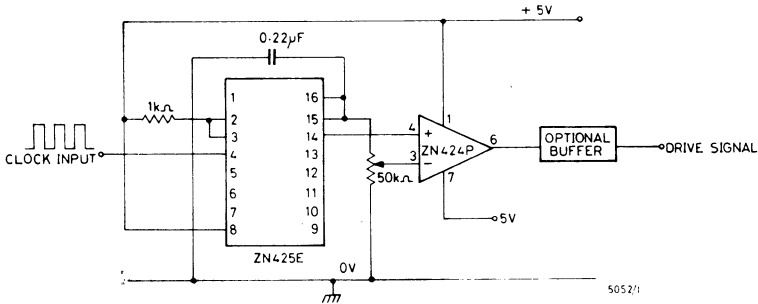 + 5V
0.22µF
1kΩ
1 16
2 15
3 14
4 13
5 12
6 11
7 10
8 9
CLOCK INPUT
ZN425E
50kΩ
4
+
3
−
1
ZN424P
6
7
5V
OPTIONAL
BUFFER
DRIVE SIGNAL
0V
5052/1